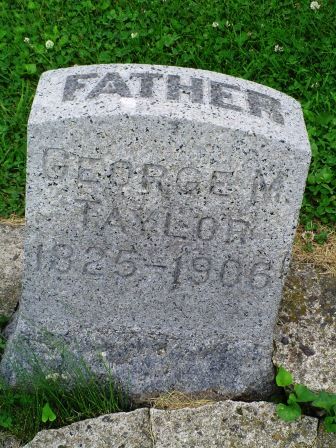 FATHER
GEORGE M.
TAYLOR
1825-1906